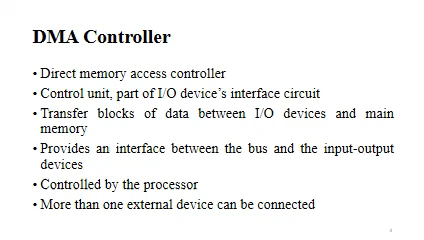 DMA Controller
• Direct memory access controller
• Control unit, part of I/O device's interface circuit
• Transfer blocks of data between I/O devices and main
memory
• Provides an interface between the bus and the input-output
devices
• Controlled by the processor
• More than one external device can be connected